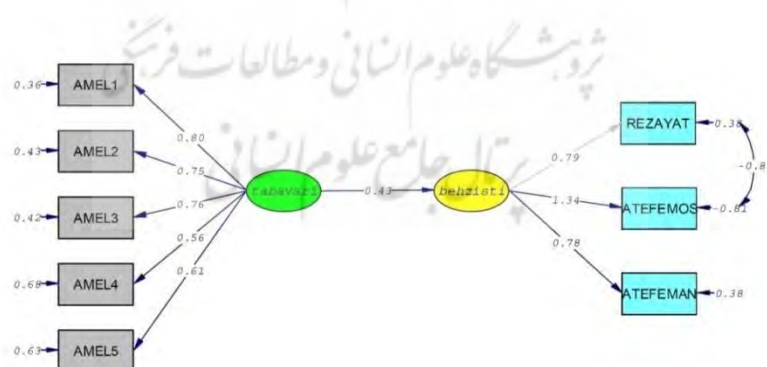 پژوهشگاه علوم انسانی و مطالعات فرهنگی
پرتال جامع علوم انسانی
0.36 AMEL1
0.43 AMEL2
0.42 AMEL3
0.68 AMEL4
0.63 AMEL5
0.80
0.75
0.76
0.56
0.61
tabavari
0.43
behzisti
0.79
1.34
0.78
REZAYAT 0.38
ATEFEMOS -0.81
ATEFEMAN 0.38
-0.8